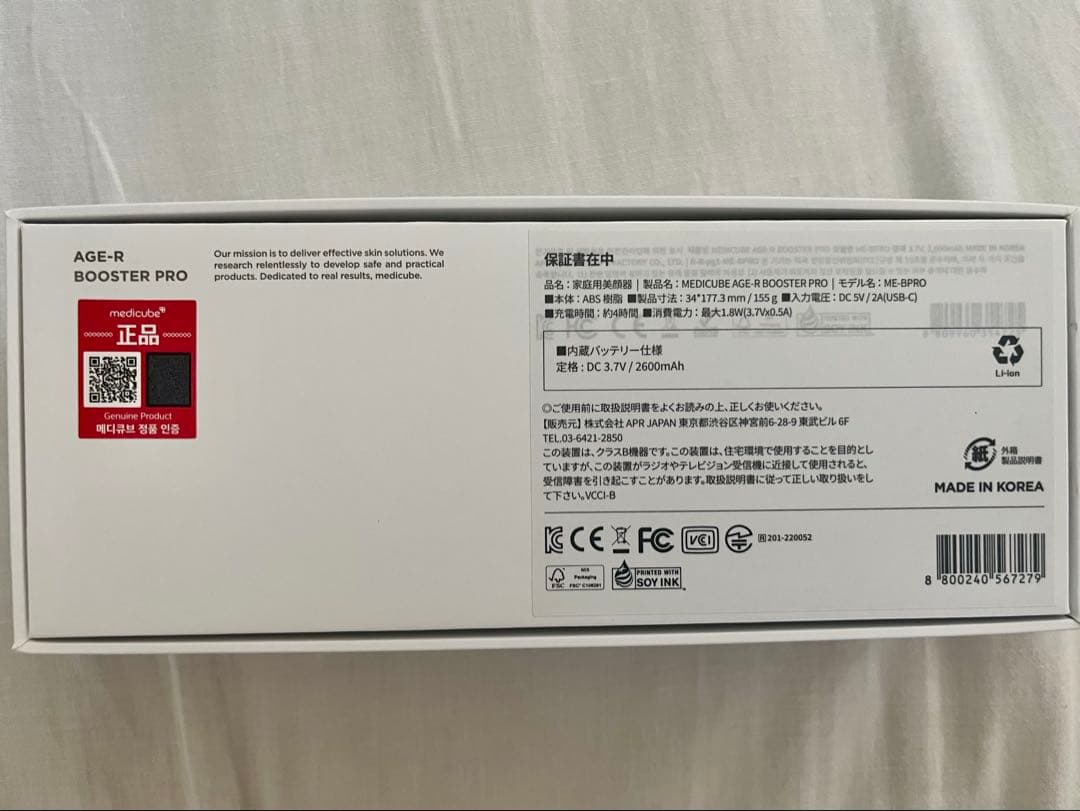 AGE-R
BOOSTER PRO
Our mission is to deliver effective skin solutions. We
research relentlessly to develop safe and practical
products. Dedicated to real results, medicube.
medicube
正品
Genuine Product
메디큐브 정품 인증
保証書在中
品名：家庭用美顔器 | 製品名：MEDICUBE AGE-R BOOSTER PRO | モデル名：ME-BPRO
■本体：ABS 樹脂 ■製品寸法：34*177.3 mm / 155 g ■入力電圧：DC 5V / 2A(USB-C)
■充電時間：約4時間 ■消費電力：最大1.8W(3.7Vx0.5A)
■内蔵バッテリー仕様
定格：DC 3.7V / 2600mAh
Li-ion
◎ご使用前に取扱説明書をよくお読みの上、正しくお使いください。
【販売元】株式会社 APR JAPAN 東京都渋谷区神宮前6-28-9 東武ビル 6F
TEL.03-6421-2850
この装置は、クラスB機器です。この装置は、住宅環境で使用することを目的とし
ていますが、この装置がラジオやテレビジョン受信機に近接して使用されると、
受信障害を引き起こすことがあります。取扱説明書に従って正しい取り扱いをし
て下さい。VCCI-B
紙
外箱
製品説明書
MADE IN KOREA
CE FC VCI R 201-220052
FSC
MIX
Packaging
FSC® C108281
PRINTED WITH
SOY INK
8 800240 567279